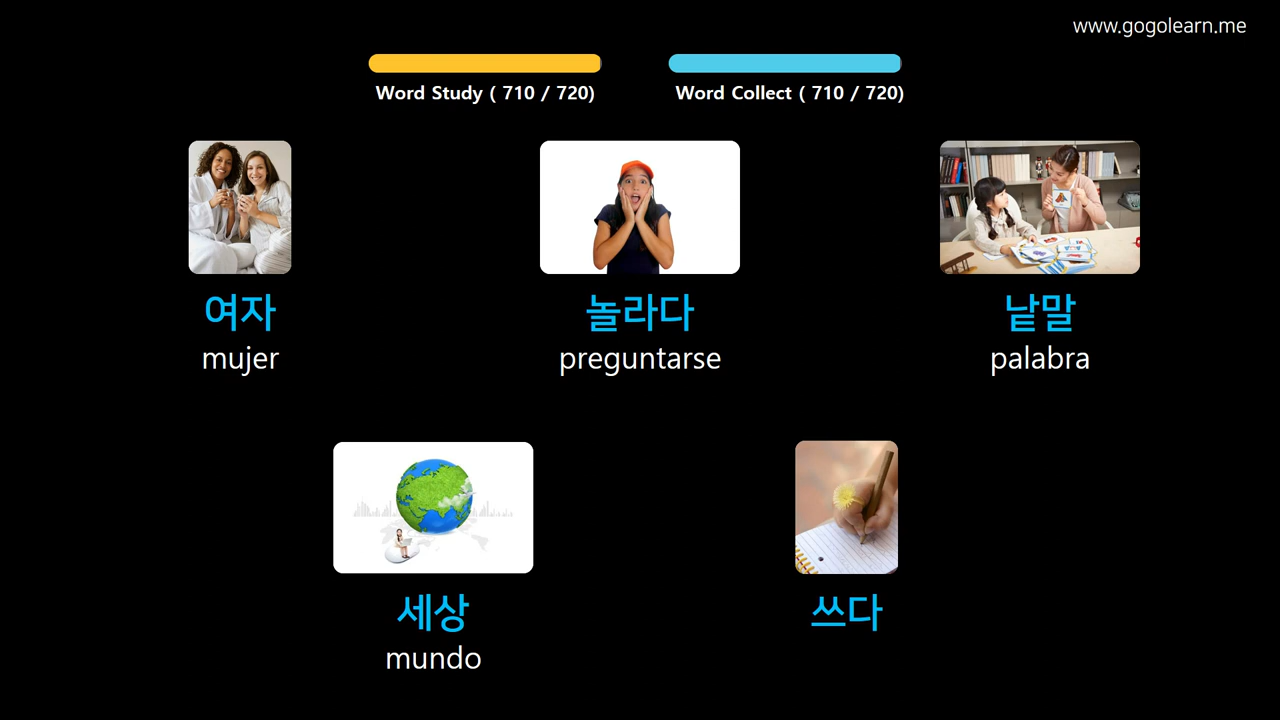 www.gogolearn.me
Word Study ( 710 / 720)
Word Collect ( 710 / 720)
여자
mujer
놀라다
preguntarse
낱말
palabra
세상
mundo
쓰다